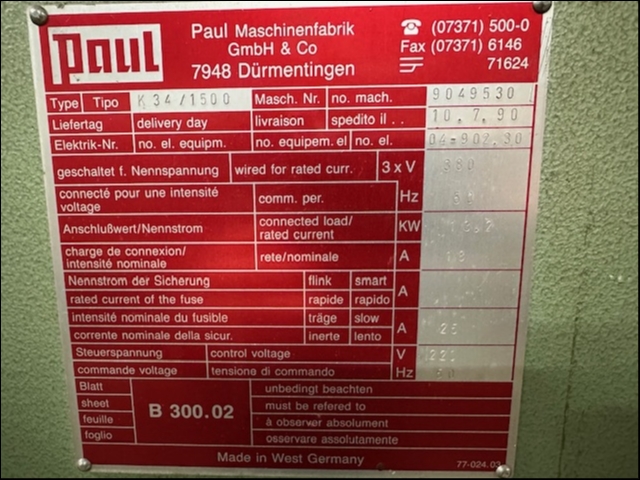 Paul
Paul Maschinenfabrik
GmbH & Co
7948 Dürmentingen
☎ (07371) 500-0
Fax (07371) 6146
71624
Type Tipo K 34/1500 Masch. Nr. no. mach. 9049530
Liefertag delivery day livraison spedito il . . 10.7.90
Elektrik-Nr. no. el. equipm. no. equipem. el no. el. 04-902.30
geschaltet f. Nennspannung wired for rated curr. 3 x V 380
connecté pour une intensité
voltage
comm. per. Hz 50
Anschlußwert/Nennstrom connected load/
rated current
KW
charge de connexion/
intensité nominale
rete/nominale A
Nennstrom der Sicherung flink smart
rated current of the fuse rapide rapido
A
intensité nominale du fusible träge slow
corrente nominale della sicur. inerte lento
A 25
Steuerspannung control voltage V
commande voltage tensione di commando Hz
Blatt
sheet
feuille
foglio
B 300.02
unbedingt beachten
must be refered to
à observer absolument
osservare assolutamente
Made in West Germany
77-024.03